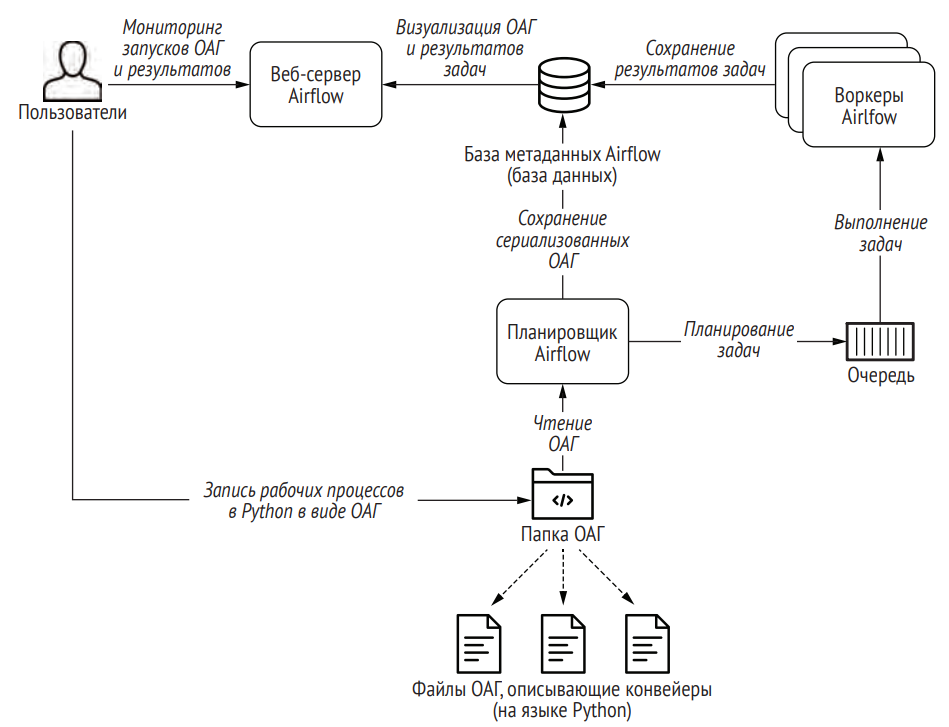 Мониторинг
запусков ОАГ
и результатов
Пользователи
Веб-сервер
Airflow
Визуализация ОАГ
и результатов
задач
Сохранение
результатов задач
Воркеры
Airlfow
База метаданных Airflow
(база данных)
Сохранение
сериализованных
ОАГ
Выполнение
задач
Планировщик
Airflow
Планирование
задач
Очередь
Чтение
ОАГ
Запись рабочих процессов
в Python в виде ОАГ
</>
Папка ОАГ
Файлы ОАГ, описывающие конвейеры
(на языке Python)